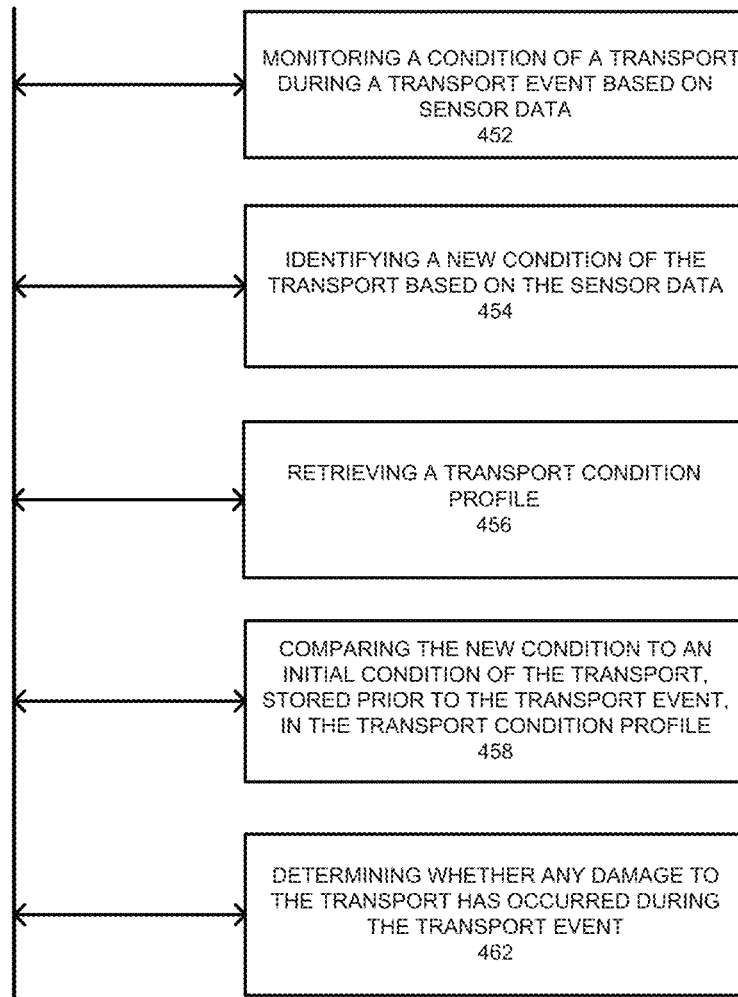 MONITORING A CONDITION OF A TRANSPORT
DURING A TRANSPORT EVENT BASED ON
SENSOR DATA
452
IDENTIFYING A NEW CONDITION OF THE
TRANSPORT BASED ON THE SENSOR DATA
454
RETRIEVING A TRANSPORT CONDITION
PROFILE
456
COMPARING THE NEW CONDITION TO AN
INITIAL CONDITION OF THE TRANSPORT,
STORED PRIOR TO THE TRANSPORT EVENT,
IN THE TRANSPORT CONDITION PROFILE
458
DETERMINING WHETHER ANY DAMAGE TO
THE TRANSPORT HAS OCCURRED DURING
THE TRANSPORT EVENT
462